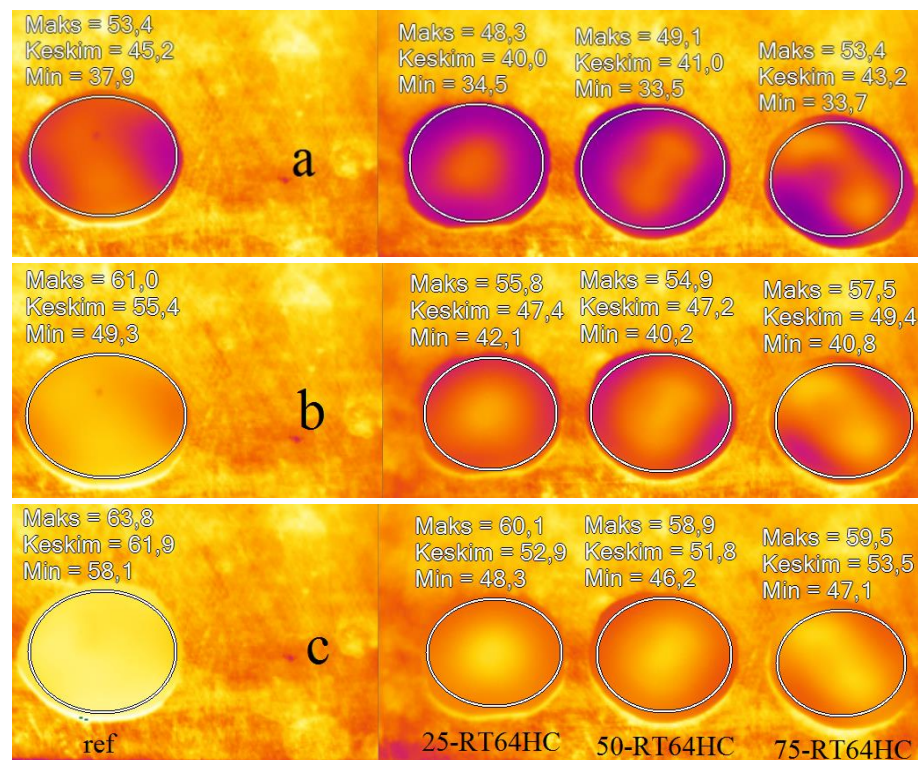 Maks = 53,4
Keskim = 45,2
Min = 37,9
Maks = 48,3
Keskim = 40,0
Min = 34,5
Maks = 49,1
Keskim = 41,0
Min = 33,5
Maks = 53,4
Keskim = 43,2
Min = 33,7
a
Maks = 61,0
Keskim = 55,4
Min = 49,3
Maks = 55,8
Keskim = 47,4
Min = 42,1
Maks = 54,9
Keskim = 47,2
Min = 40,2
Maks = 57,5
Keskim = 49,4
Min = 40,8
b
Maks = 63,8
Keskim = 61,9
Min = 58,1
Maks = 60,1
Keskim = 52,9
Min = 48,3
Maks = 58,9
Keskim = 51,8
Min = 46,2
Maks = 59,5
Keskim = 53,5
Min = 47,1
c
ref
25-RT64HC
50-RT64HC
75-RT64HC